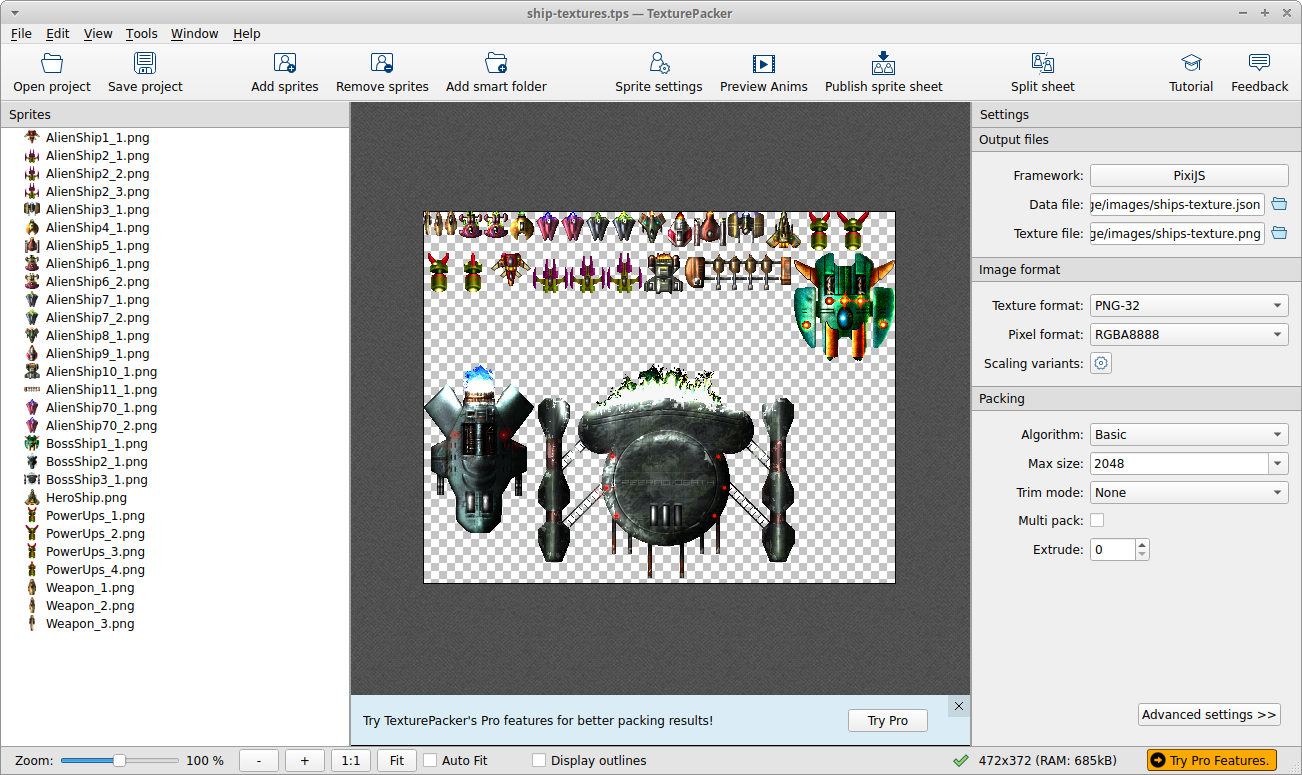 ship-textures.tps — TexturePacker
File Edit View Tools Window Help
Open project Save project Add sprites Remove sprites Add smart folder Sprite settings Preview Anims Publish sprite sheet Split sheet Tutorial Feedback
Sprites
AlienShip1_1.png
AlienShip2_1.png
AlienShip2_2.png
AlienShip2_3.png
AlienShip3_1.png
AlienShip4_1.png
AlienShip5_1.png
AlienShip6_1.png
AlienShip6_2.png
AlienShip7_1.png
AlienShip7_2.png
AlienShip8_1.png
AlienShip9_1.png
AlienShip10_1.png
AlienShip11_1.png
AlienShip70_1.png
AlienShip70_2.png
BossShip1_1.png
BossShip2_1.png
BossShip3_1.png
HeroShip.png
PowerUps_1.png
PowerUps_2.png
PowerUps_3.png
PowerUps_4.png
Weapon_1.png
Weapon_2.png
Weapon_3.png
Try TexturePacker's Pro features for better packing results! Try Pro
Settings
Output files
Framework: PixiJS
Data file: ge/images/ships-texture.json
Texture file: ge/images/ships-texture.png
Image format
Texture format: PNG-32
Pixel format: RGBA8888
Scaling variants:
Packing
Algorithm: Basic
Max size: 2048
Trim mode: None
Multi pack:
Extrude: 0
Advanced settings >>
Zoom: 100 % - + 1:1 Fit Auto Fit Display outlines 472x372 (RAM: 685kB) Try Pro Features.